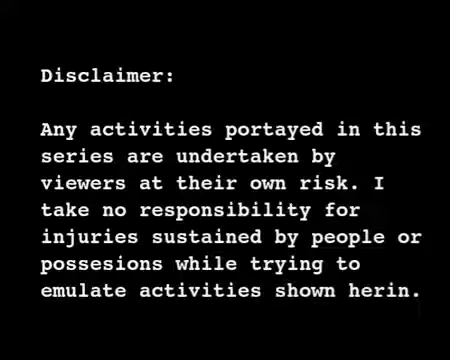 Disclaimer:
Any activities portayed in this
series are undertaken by
viewers at their own risk. I
take no responsibility for
injuries sustained by people or
possesions while trying to
emulate activities shown herin.